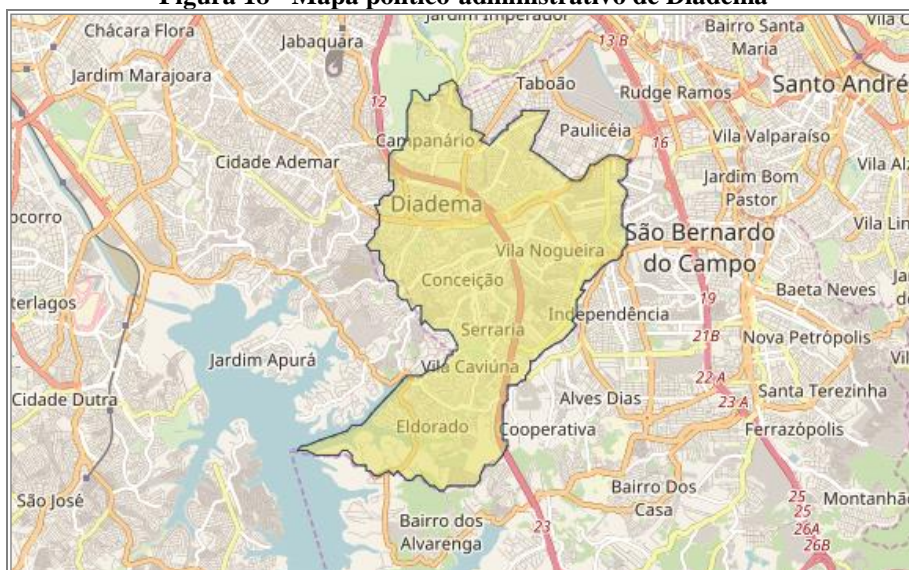 Figura 18 - Mapa político-administrativo de Diadema
Chácara Flora
Jabaquara
Jardim Imperador
13 B
Bairro Santa
Maria
Jardim Marajoara
12
Taboão
Rudge Ramos
Santo André
Campanário
Paulicéia
16
Vila Valparaíso
Cidade Ademar
Vila Al
Jardim Bom
Pastor
Diadema
ocorro
Vila Lin
Vila Nogueira
São Bernardo
do Campo
Conceição
Baeta Neves
terlagos
19
Independência
Serraria
21B
Nova Petrópolis
Jardim Apurá
Vila Caviúna
22 A
Santa Terezinha
Cidade Dutra
Alves Dias
23 A
Eldorado
Cooperativa
Ferrazópolis
São José
Bairro Dos
Casa
25
25
26A
26B
Montanhã
Bairro dos
Alvarenga
23